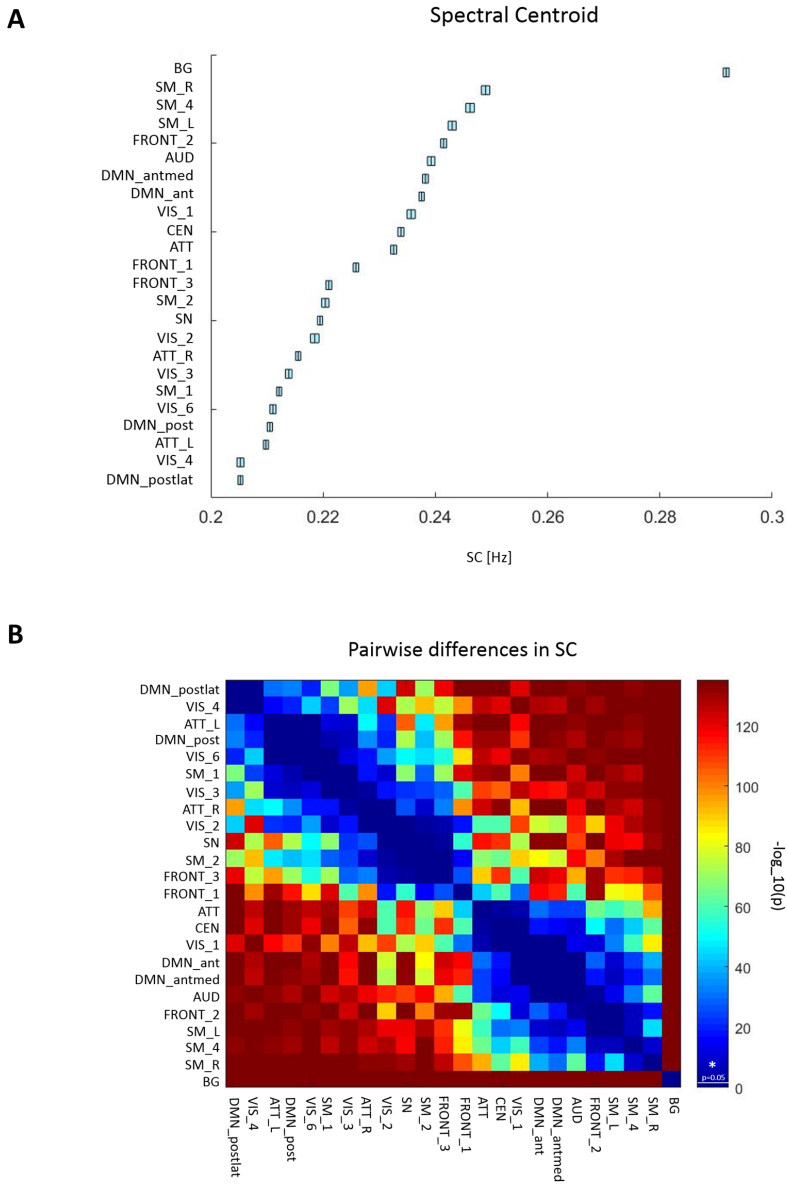 A
Spectral Centroid
BG
SM_R
SM_4
SM_L
FRONT_2
AUD
DMN_antmed
DMN_ant
VIS_1
CEN
ATT
FRONT_1
FRONT_3
SM_2
SN
VIS_2
ATT_R
VIS_3
SM_1
VIS_6
DMN_post
ATT_L
VIS_4
DMN_postlat
0.2 0.22 0.24 0.26 0.28 0.3
SC [Hz]
B
Pairwise differences in SC
DMN_postlat
VIS_4
ATT_L
DMN_post
VIS_6
SM_1
VIS_3
ATT_R
VIS_2
SN
SM_2
FRONT_3
FRONT_1
ATT
CEN
VIS_1
DMN_ant
DMN_antmed
AUD
FRONT_2
SM_L
SM_4
SM_R
BG
DMN_postlat
VIS_4
ATT_L
DMN_post
VIS_6
SM_1
VIS_3
ATT_R
VIS_2
SN
SM_2
FRONT_3
FRONT_1
ATT
CEN
VIS_1
DMN_ant
DMN_antmed
AUD
FRONT_2
SM_L
SM_4
SM_R
BG
120
100
80
60
40
20
0
*
p=0.05
-log_10(p)